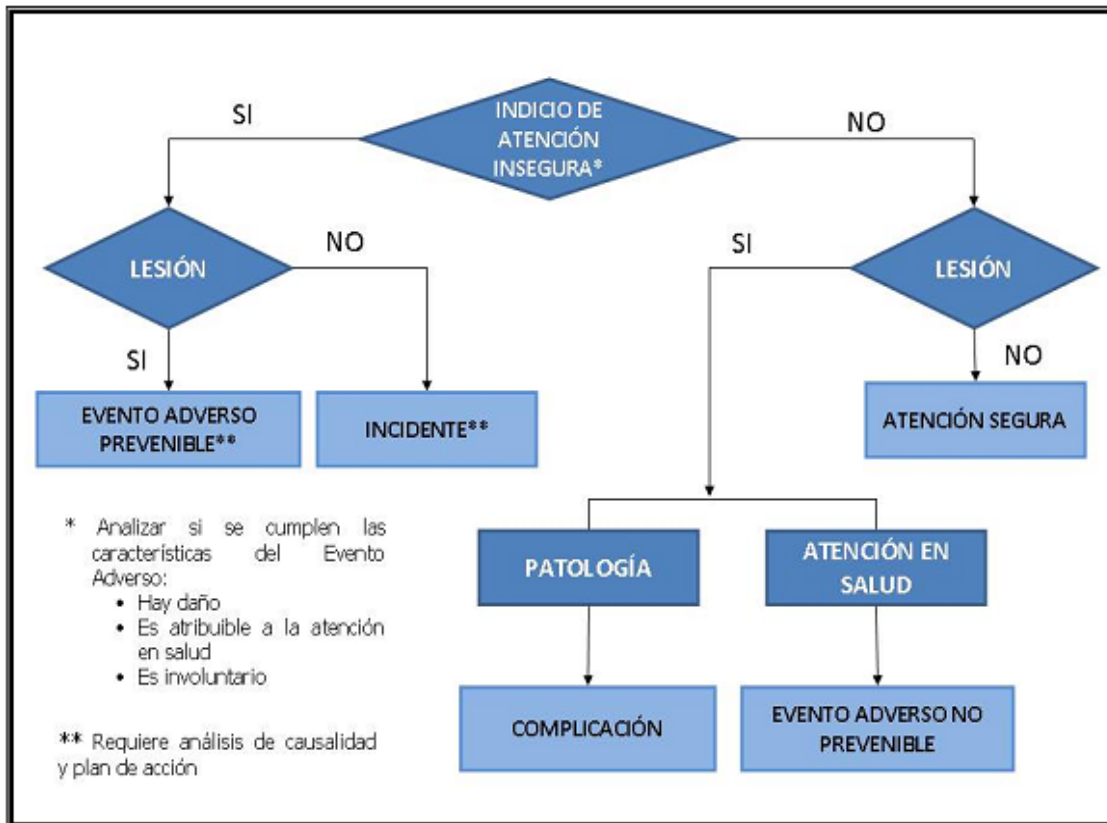 INDICIO DE
ATENCIÓN
INSEGURA*
SI
NO
LESIÓN
NO
SI
LESIÓN
SI
NO
EVENTO ADVERSO
PREVENIBLE**
INCIDENTE**
ATENCIÓN SEGURA
* Analizar si se cumplen las
características del Evento
Adverso:
• Hay daño
• Es atribuible a la atención
en salud
• Es involuntario
** Requiere análisis de causalidad
y plan de acción
PATOLOGÍA
ATENCIÓN EN
SALUD
COMPLICACIÓN
EVENTO ADVERSO NO
PREVENIBLE